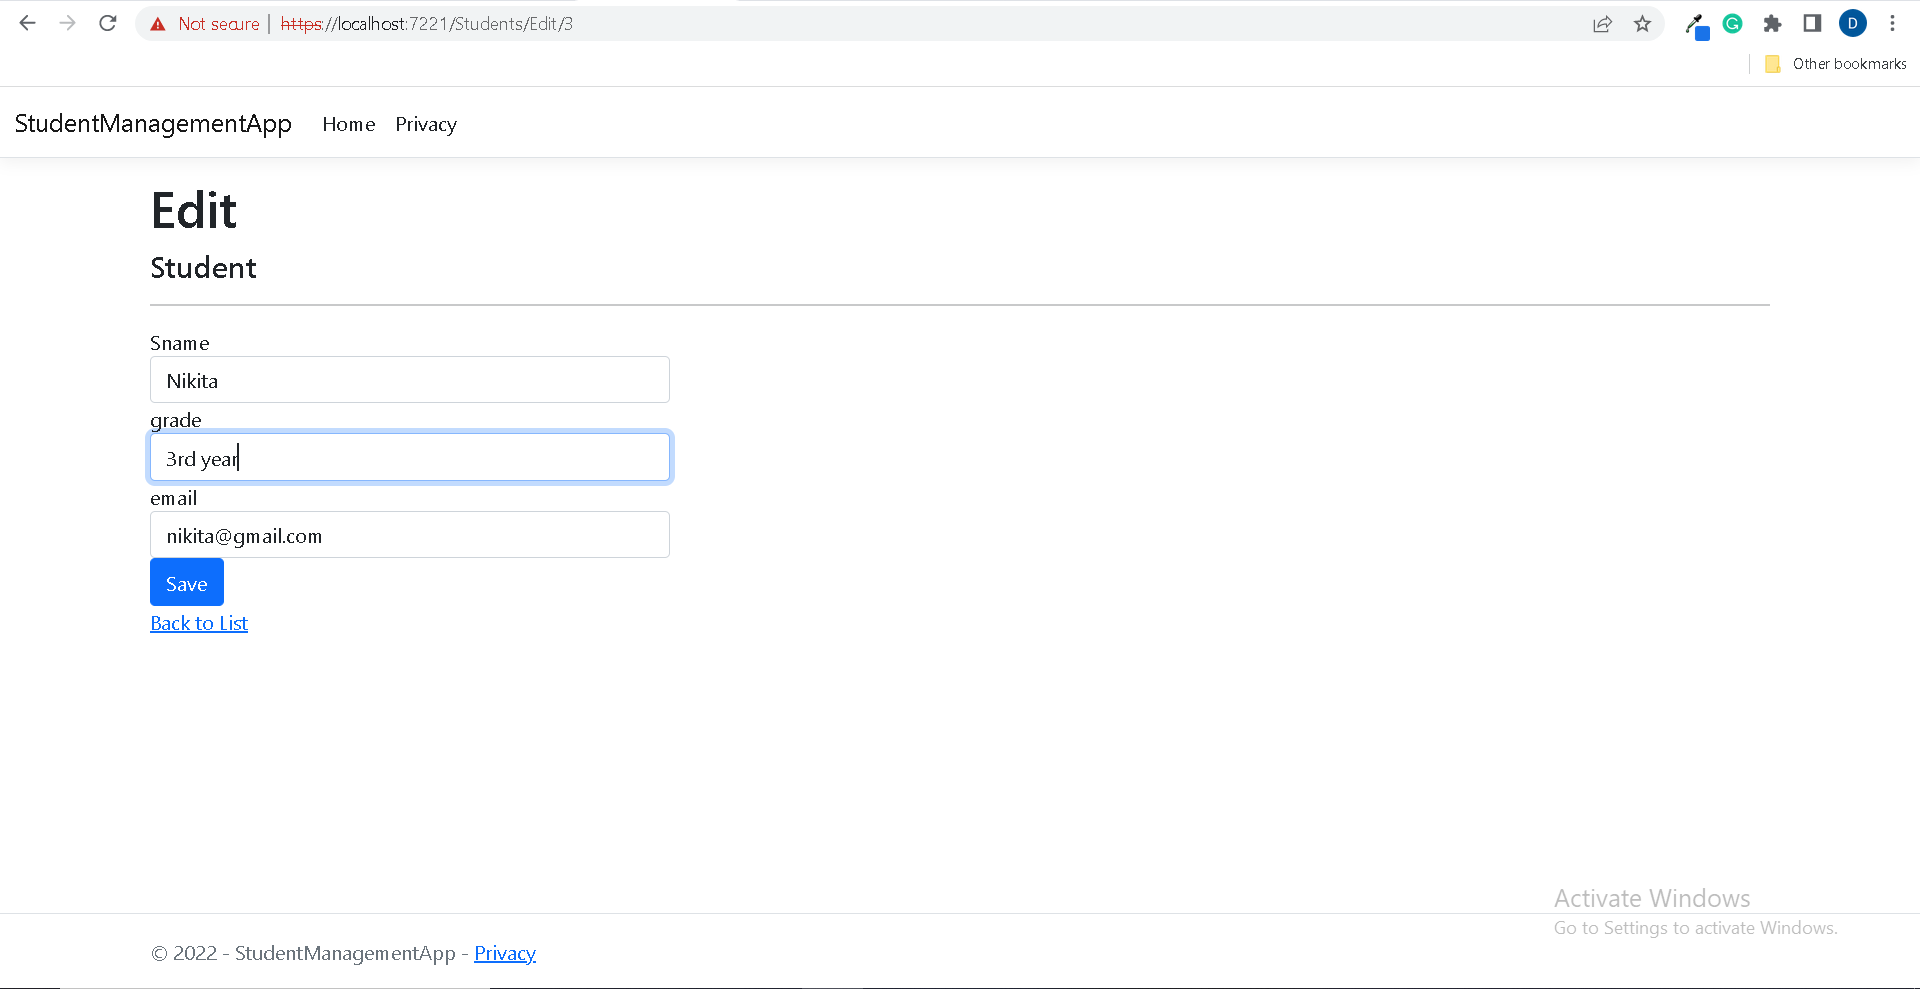 Not secure | https://localhost:7221/Students/Edit/3
D
Other bookmarks
StudentManagementApp Home Privacy
Edit
Student
Sname
Nikita
grade
3rd year
email
nikita@gmail.com
Save
Back to List
Activate Windows
Go to Settings to activate Windows.
© 2022 - StudentManagementApp - Privacy